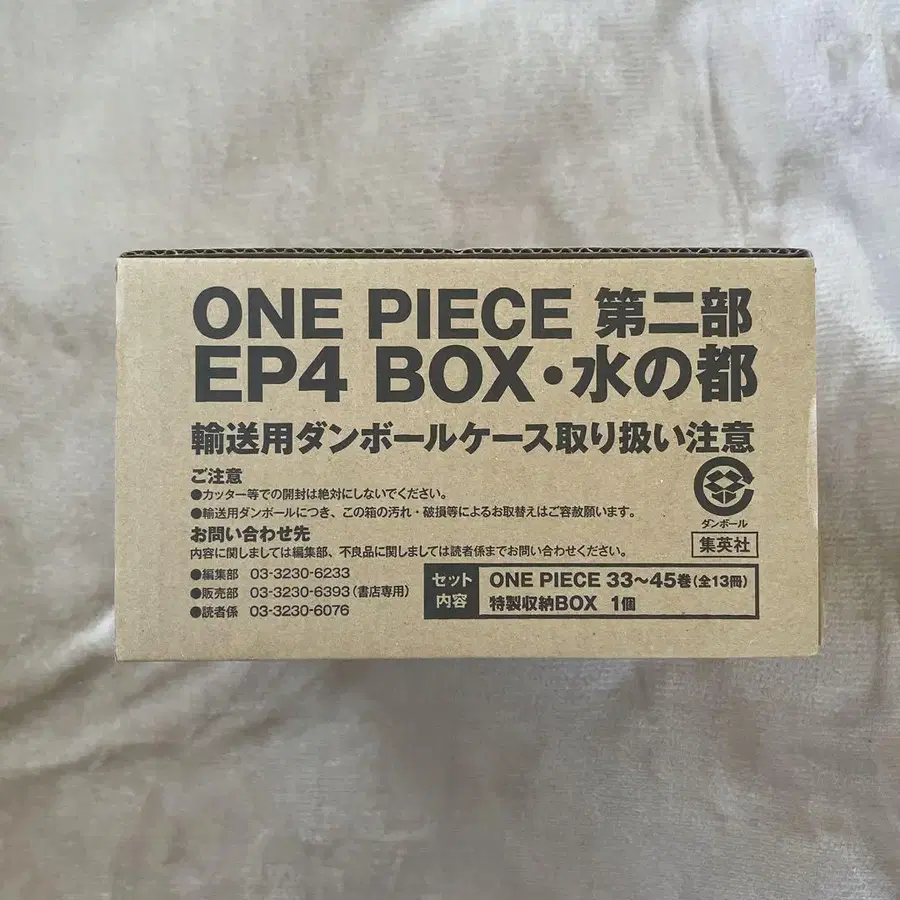 ONE PIECE 第二部
EP4 BOX・水の都
輸送用ダンボールケース取り扱い注意
ご注意
●カッター等での開封は絶対にしないでください。
●輸送用ダンボールにつき、この箱の汚れ・破損等によるお取替えはご容赦願います。
お問い合わせ先
内容に関しましては編集部、不良品に関しましては読者係までお問い合わせください。
●編集部 03-3230-6233
●販売部 03-3230-6393(書店専用)
●読者係 03-3230-6076
ダンボール
集英社
セット内容
ONE PIECE 33〜45巻(全13冊)
特製収納BOX 1個